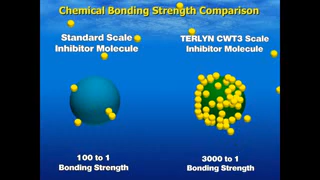 Chemical Bonding Strength Comparison
Standard Scale
Inhibitor Molecule
TERLYN CWT3 Scale
Inhibitor Molecule
100 to 1
Bonding Strength
3000 to 1
Bonding Strength